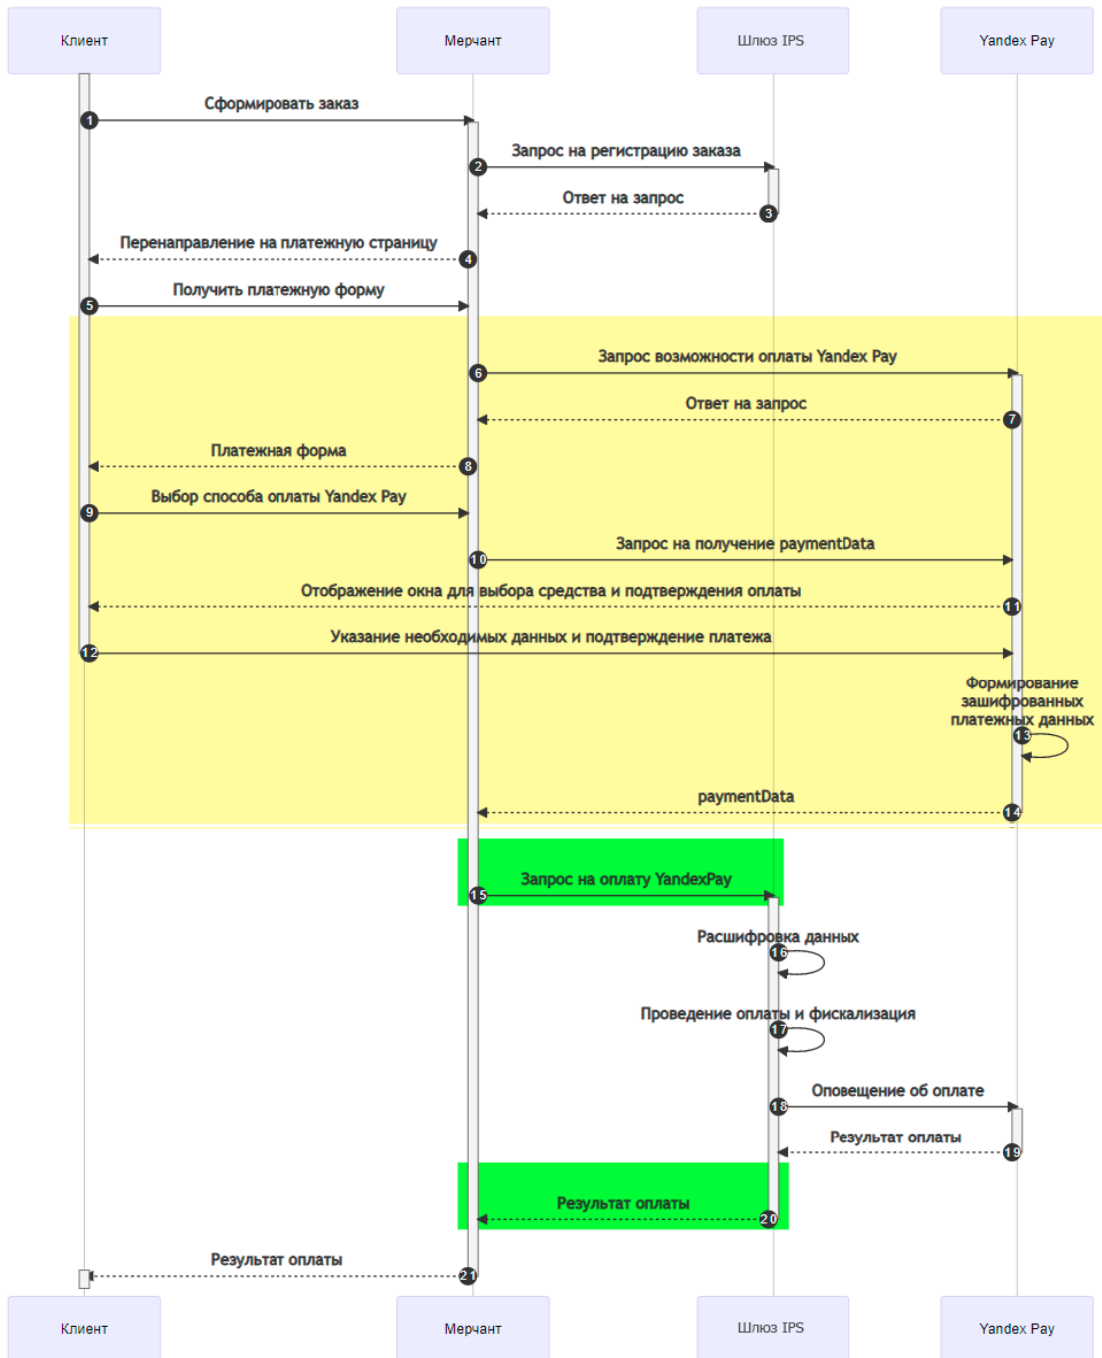 Клиент
Мерчант
Шлюз IPS
Yandex Pay
Сформировать заказ
1
Запрос на регистрацию заказа
2
Ответ на запрос
3
Перенаправление на платежную страницу
4
Получить платежную форму
5
Запрос возможности оплаты Yandex Pay
6
Ответ на запрос
7
Платежная форма
8
Выбор способа оплаты Yandex Pay
9
Запрос на получение paymentData
10
Отображение окна для выбора средства и подтверждения оплаты
11
Указание необходимых данных и подтверждение платежа
12
Формирование
зашифрованных
платежных данных
13
paymentData
14
Запрос на оплату YandexPay
15
Расшифровка данных
16
Проведение оплаты и фискализация
17
Оповещение об оплате
18
Результат оплаты
19
Результат оплаты
20
Результат оплаты
21
Клиент
Мерчант
Шлюз IPS
Yandex Pay